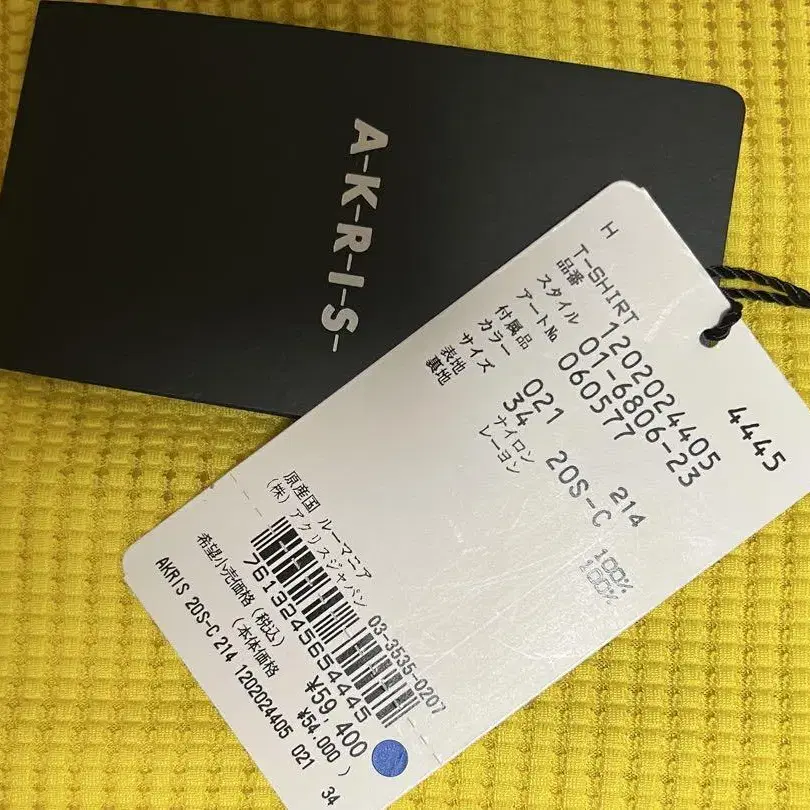 A-K-R-I-S-
H
T-SHIRT
4445
品番 1202024405
スタイル 01-6806-23
アートNo. 060577
付属品
カラー 021 214
サイズ 34 20S-C
表地 ナイロン 100%
裏地 レーヨン 100%
原産国 ルーマニア
(株)アクリスジャパン 03-3535-0207
7613245654445
希望小売価格(税込) ¥59,400
(本体価格 ¥54,000)
AKRIS 20S-C 214 1202024405 021 34